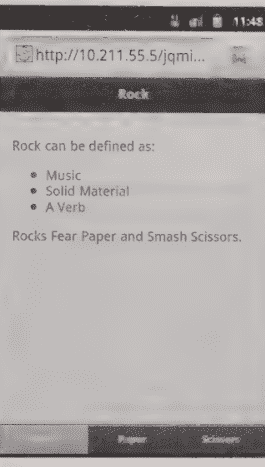 11:48
http://10.211.55.5/jqmi...
Rock
Rock can be defined as:
• Music
• Solid Material
• A Verb
Rocks Fear Paper and Smash Scissors.
Paper Scissors